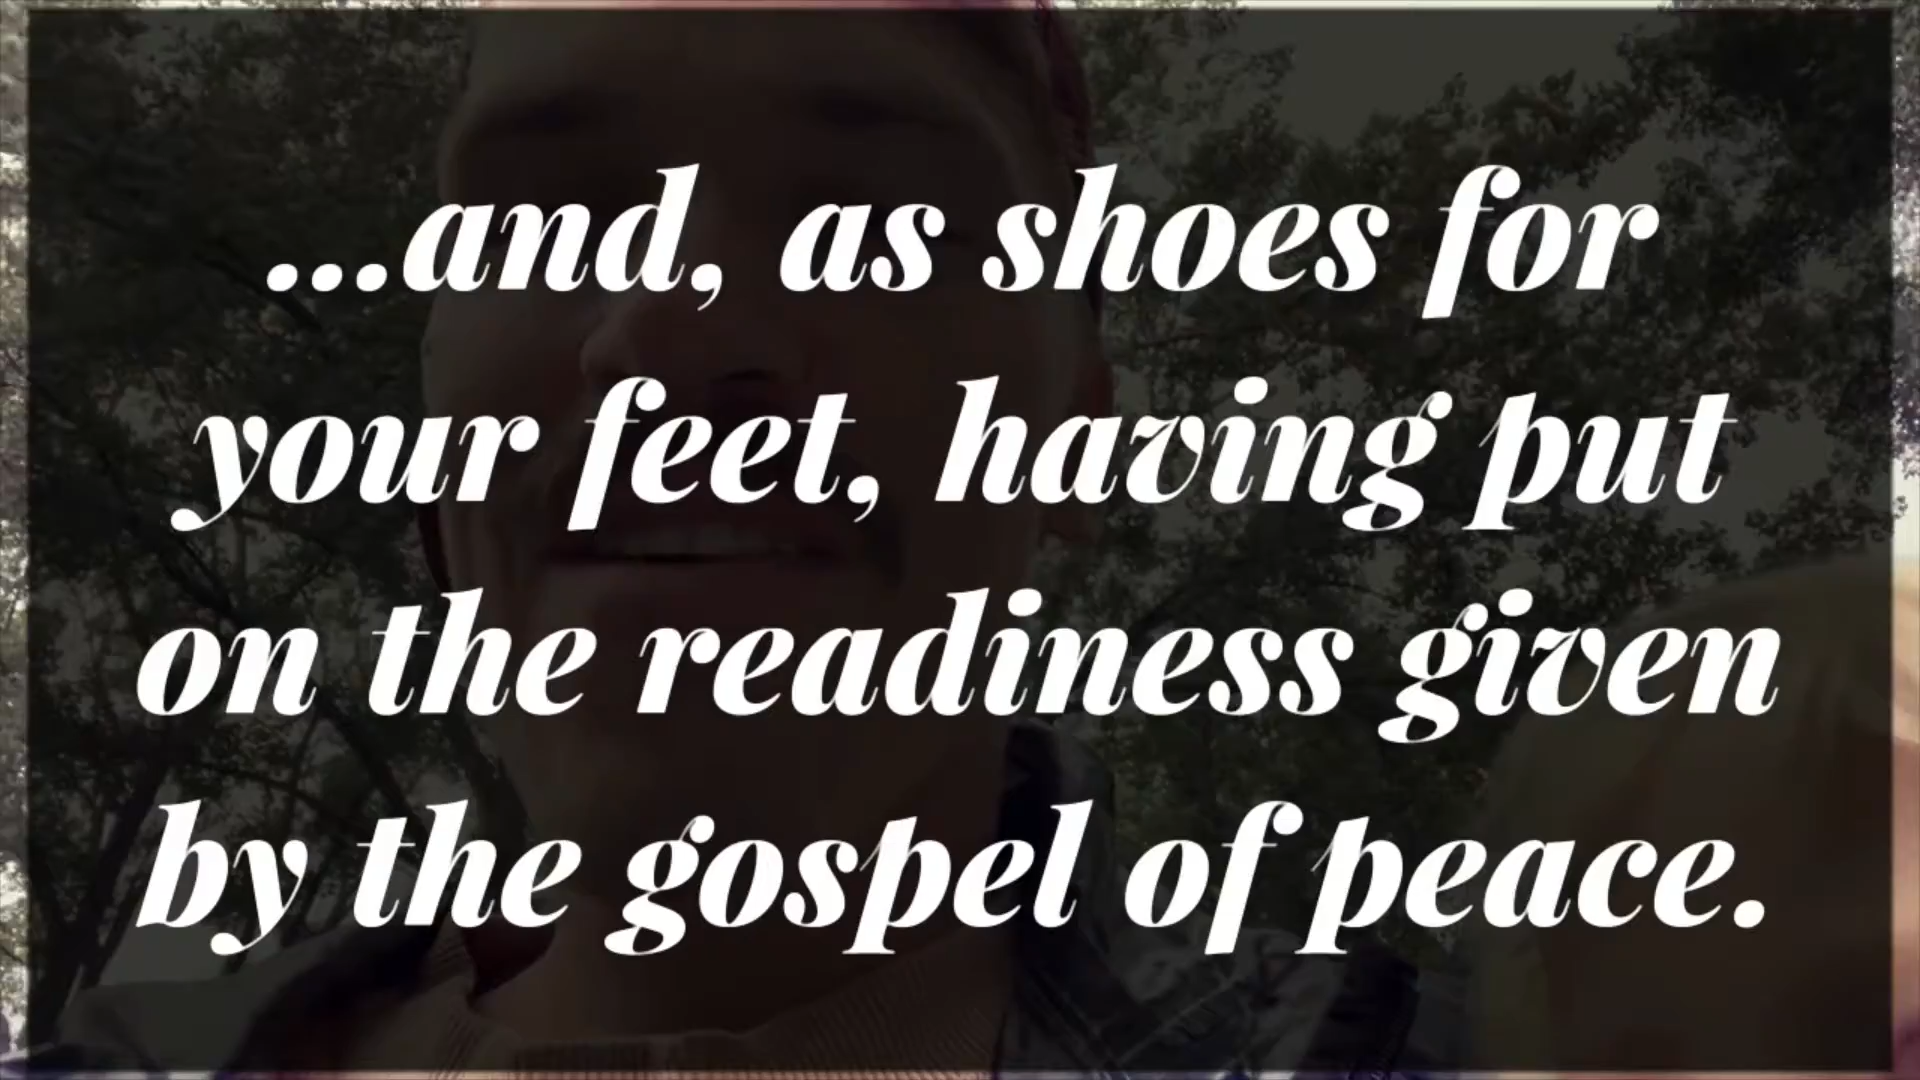 ...and, as shoes for
your feet, having put
on the readiness given
by the gospel of peace.